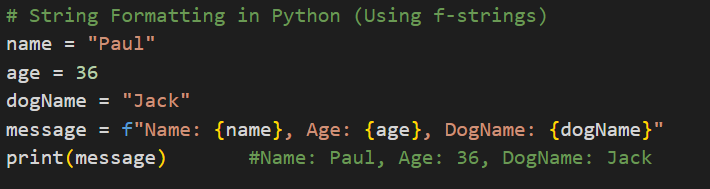 # String Formatting in Python (Using f-strings)
name = "Paul"
age = 36
dogName = "Jack"
message = f"Name: {name}, Age: {age}, DogName: {dogName}"
print(message)       #Name: Paul, Age: 36, DogName: Jack